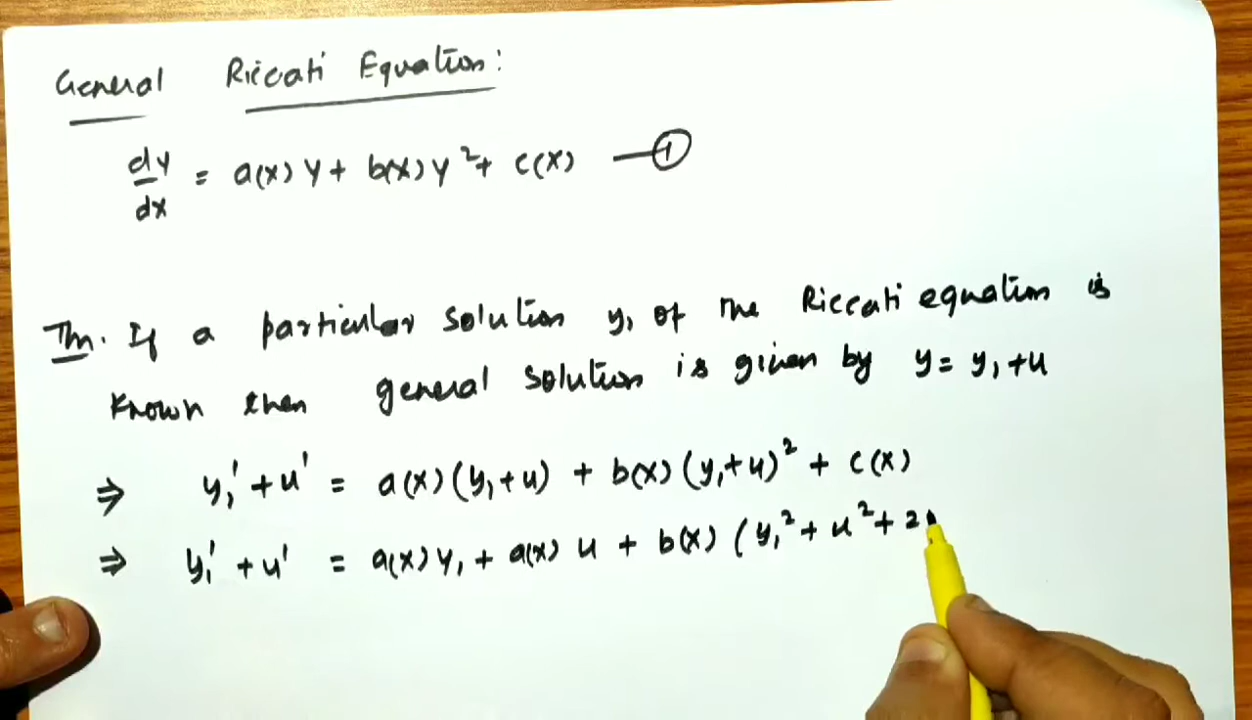 General Riccati Equation:
dy/dx = a(x) y + b(x) y² + c(x) —①
Thm. If a particular solution y₁ of the Riccati equation is
known then general solution is given by y = y₁ + u
⇒ y₁' + u' = a(x)(y₁+u) + b(x)(y₁+u)² + c(x)
⇒ y₁' + u' = a(x)y₁ + a(x) u + b(x) (y₁² + u² + 2